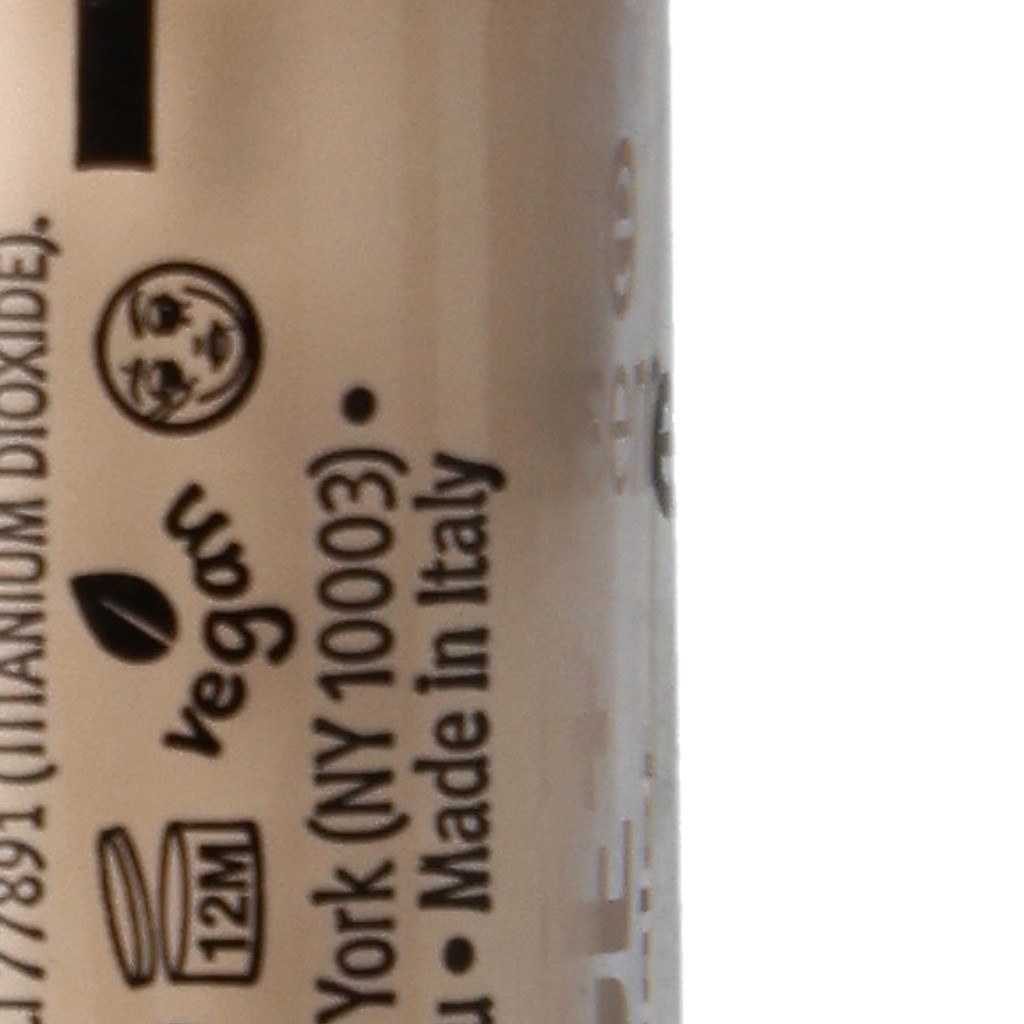 77891 (TITANIUM DIOXIDE).
vegan
12M
York (NY 10003) •
• Made in Italy